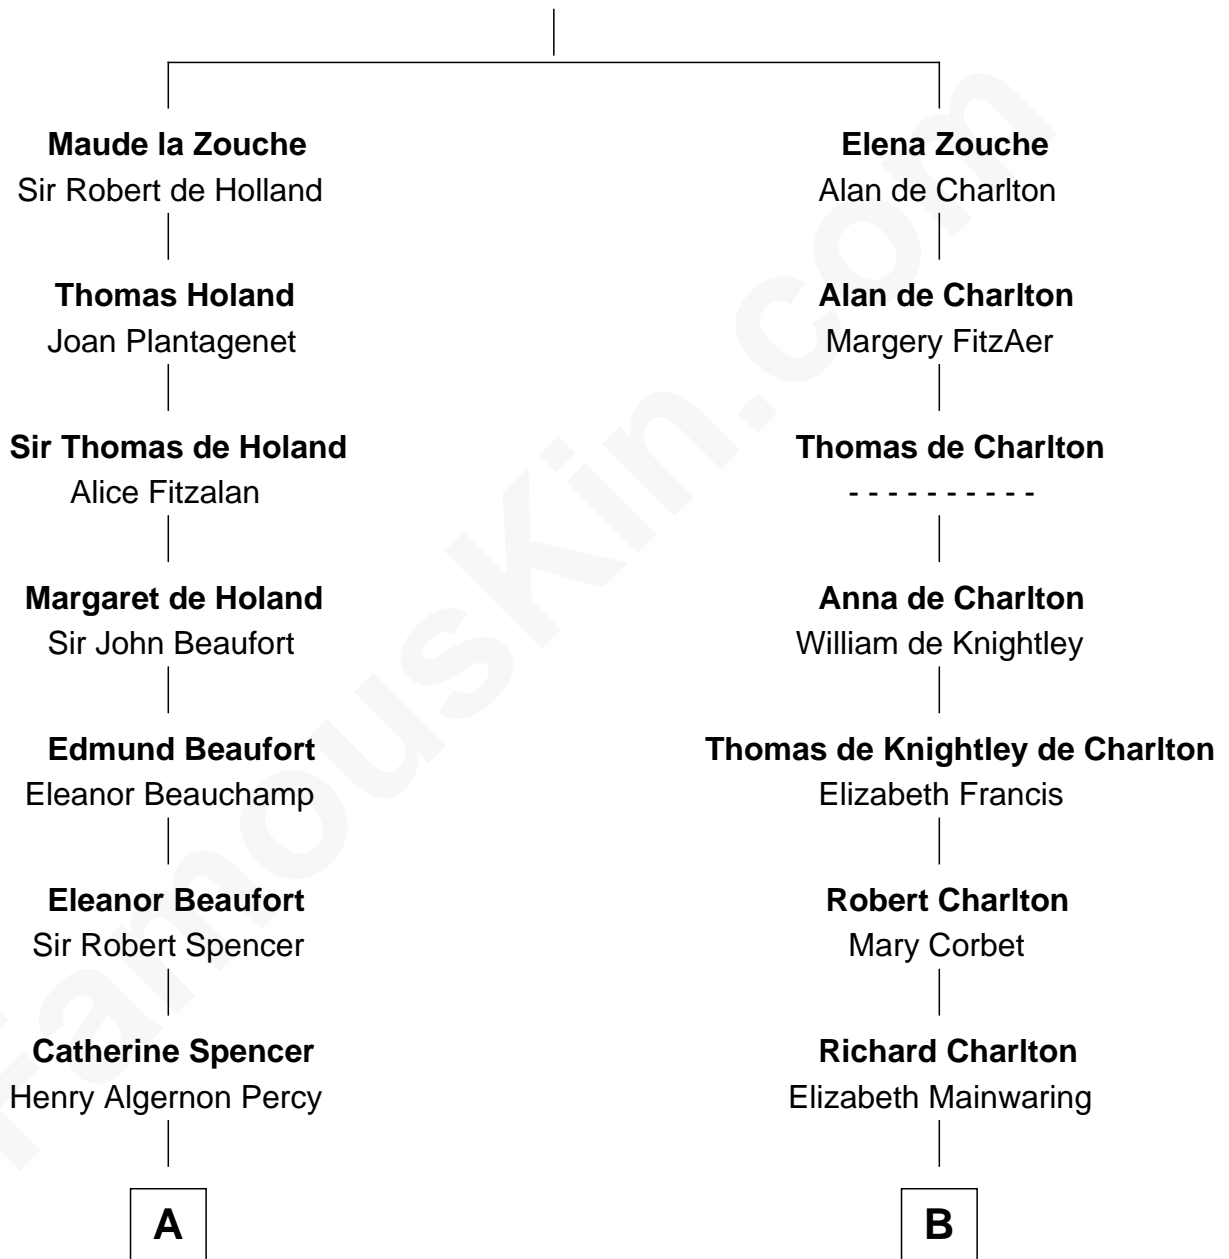 Maude la Zouche
Sir Robert de Holland
Elena Zouche
Alan de Charlton
Thomas Holand
Joan Plantagenet
Alan de Charlton
Margery FitzAer
Sir Thomas de Holand
Alice Fitzalan
Thomas de Charlton
- - - - - - - - - -
Margaret de Holand
Sir John Beaufort
Anna de Charlton
William de Knightley
Edmund Beaufort
Eleanor Beauchamp
Thomas de Knightley de Charlton
Elizabeth Francis
Eleanor Beaufort
Sir Robert Spencer
Robert Charlton
Mary Corbet
Catherine Spencer
Henry Algernon Percy
Richard Charlton
Elizabeth Mainwaring
A
B
FamousKin.com